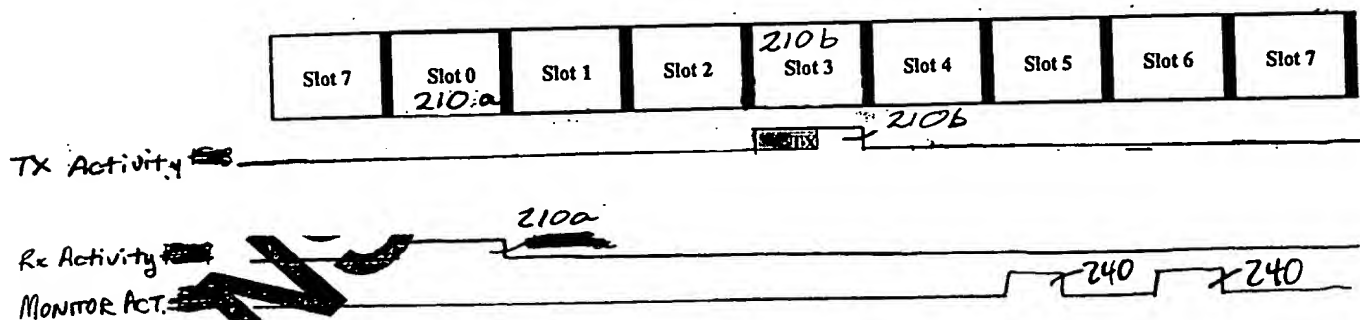 210b
Slot 7 Slot 0 Slot 1 Slot 2 Slot 3 Slot 4 Slot 5 Slot 6 Slot 7
210a
210b
TX Activity TX
210a
Rx Activity
240 240
MONITOR ACT.